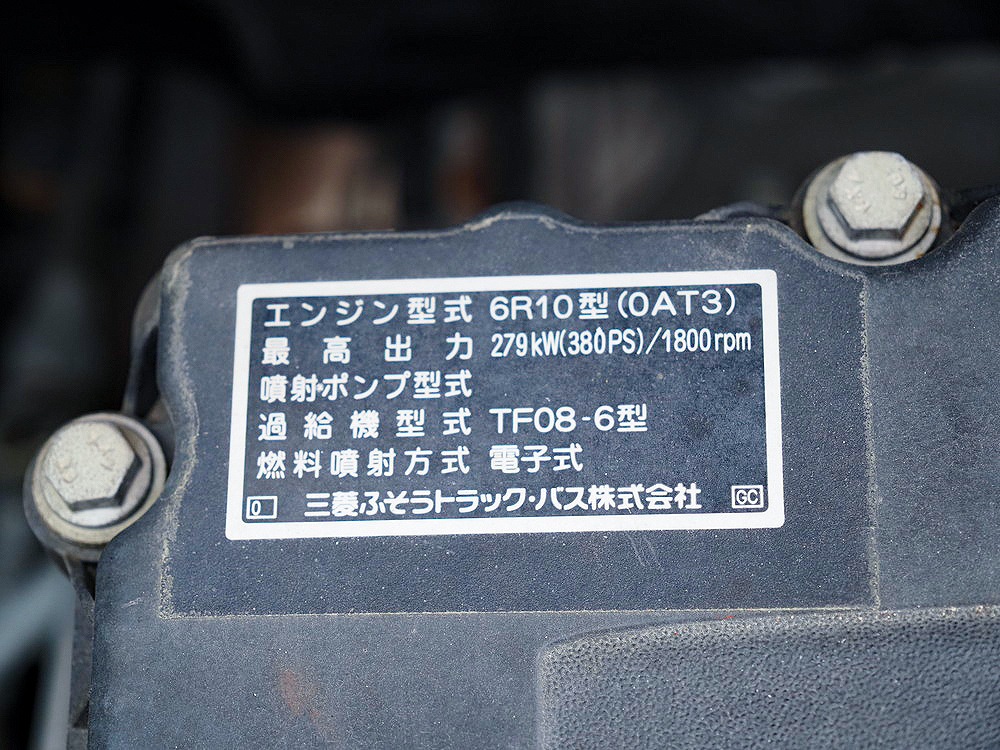 エンジン型式 6R10型(0AT3)
最高出力 279kW(380PS)/1800rpm
噴射ポンプ型式
過給機型式 TF08-6型
燃料噴射方式 電子式
0 三菱ふそうトラック・バス株式会社 GC